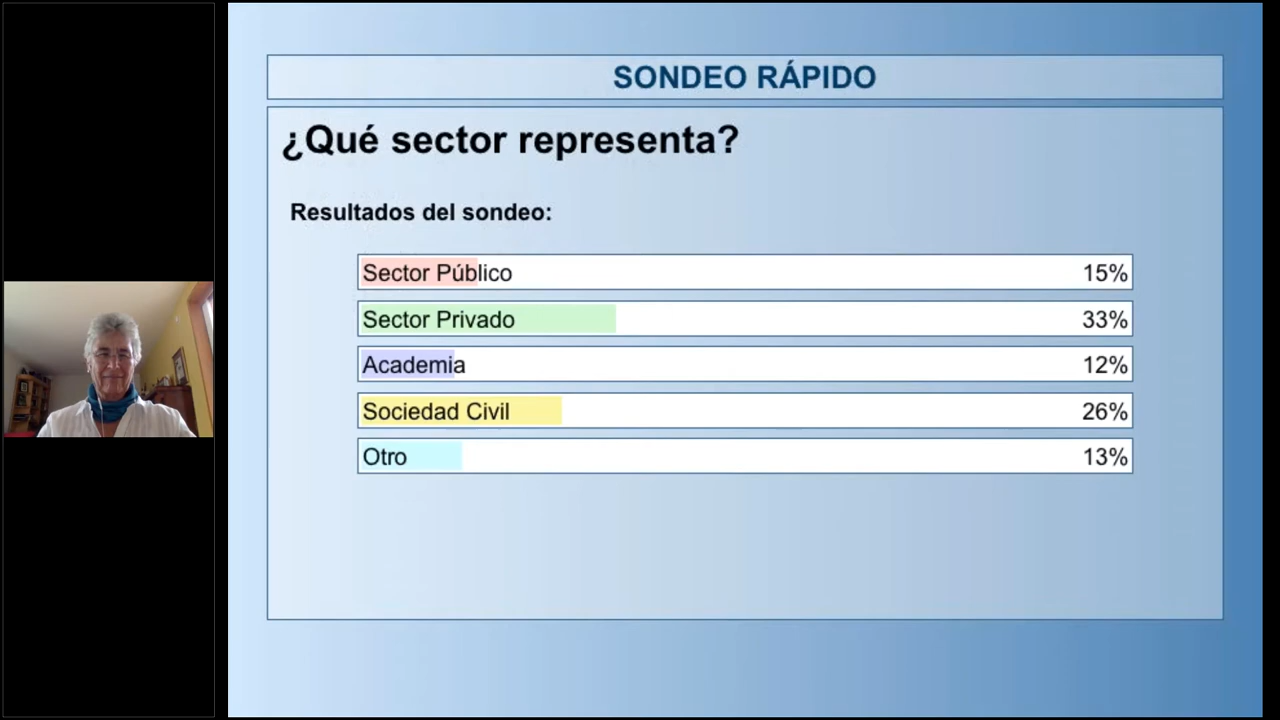 SONDEO RÁPIDO
¿Qué sector representa?
Resultados del sondeo:
Sector Público 15%
Sector Privado 33%
Academia 12%
Sociedad Civil 26%
Otro 13%